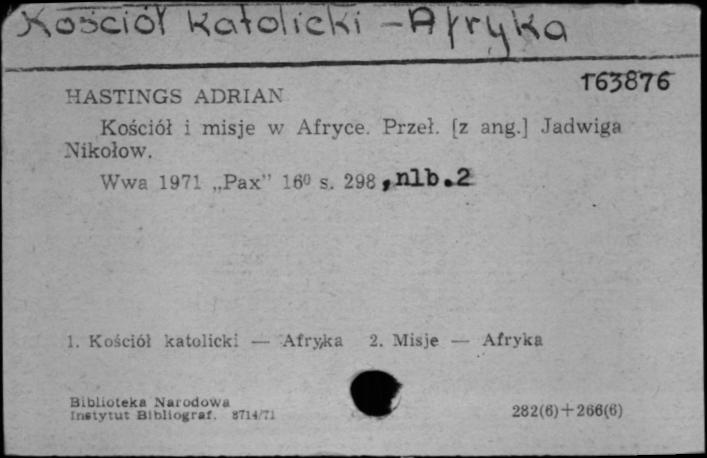 Kościół katolicki - Afryka
163876
HASTINGS ADRIAN
Kościół i misje w Afryce. Przeł. [z ang.] Jadwiga
Nikołow.
Wwa 1971 „Pax” 16⁰ s. 298, nlb.2
1. Kościół katolicki — Afryka 2. Misje — Afryka
Biblioteka Narodowa
Instytut Bibliograf. 8714/71
282(6)+266(6)